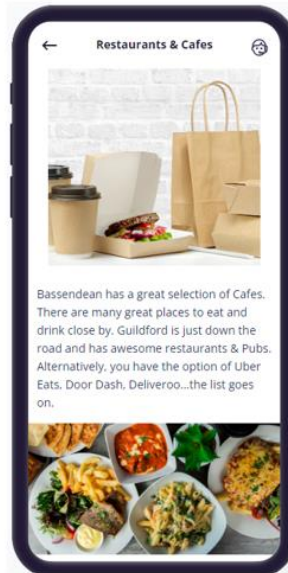 Restaurants & Cafes
Bassendean has a great selection of Cafes.
There are many great places to eat and
drink close by. Guildford is just down the
road and has awesome restaurants & Pubs.
Alternatively, you have the option of Uber
Eats, Door Dash, Deliveroo...the list goes
on.